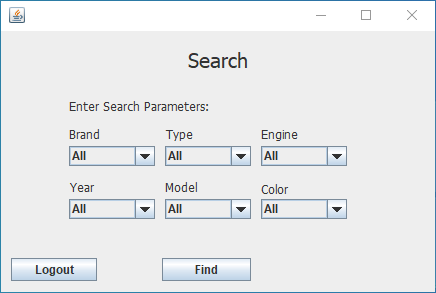 Search
Enter Search Parameters:
Brand Type Engine
All All All
Year Model Color
All All All
Logout Find